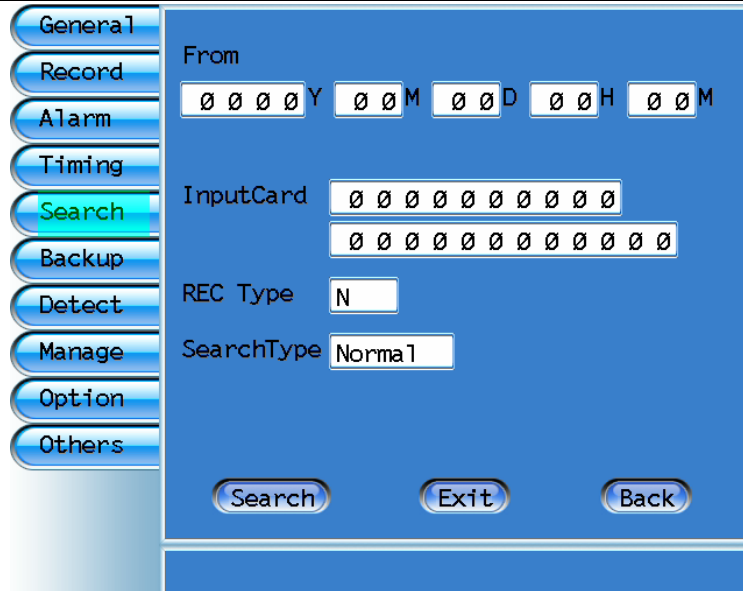 General
Record
Alarm
Timing
Search
Backup
Detect
Manage
Option
Others
From
0000Y 00M 00D 00H 00M
InputCard 0000000000
000000000000
REC Type N
SearchType Normal
Search Exit Back